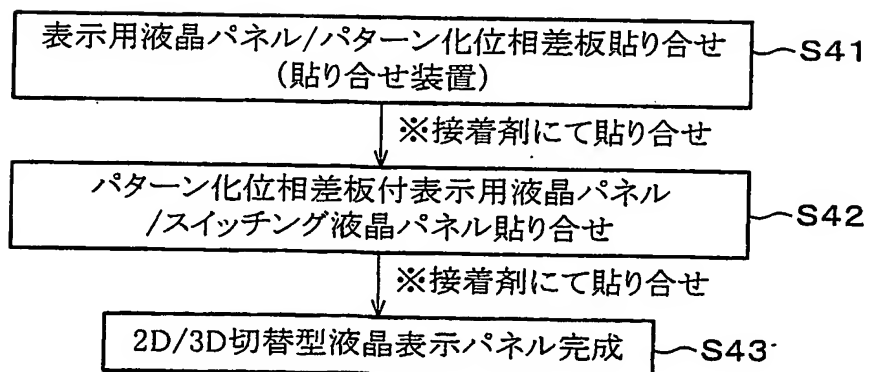 表示用液晶パネル/パターン化位相差板貼り合せ
(貼り合せ装置)
S41
※接着剤にて貼り合せ
パターン化位相差板付表示用液晶パネル
/スイッチング液晶パネル貼り合せ
S42
※接着剤にて貼り合せ
2D/3D切替型液晶表示パネル完成
S43